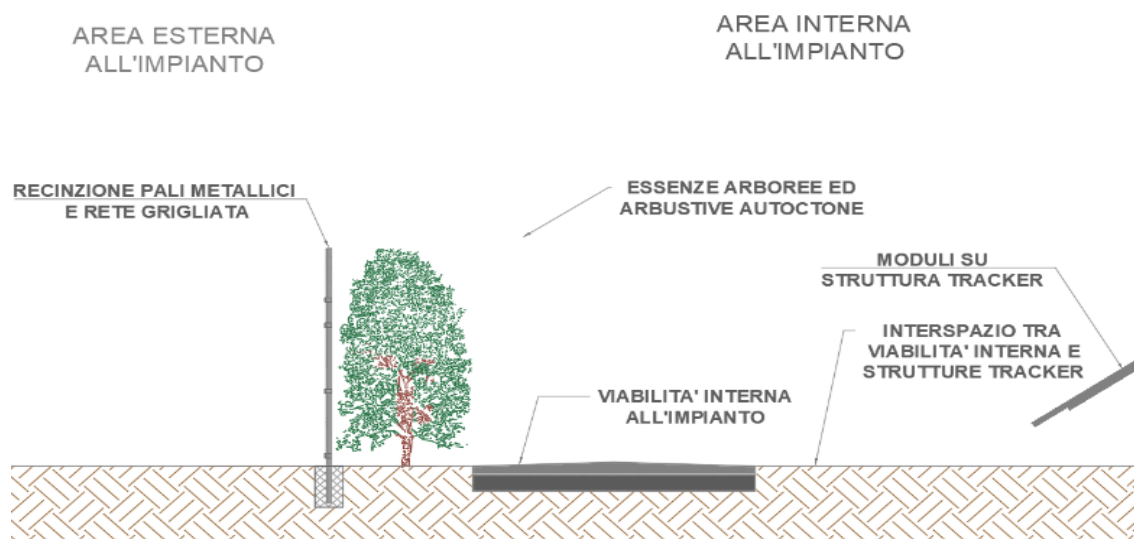 AREA ESTERNA
ALL'IMPIANTO
AREA INTERNA
ALL'IMPIANTO
RECINZIONE PALI METALLICI
E RETE GRIGLIATA
ESSENZE ARBOREE ED
ARBUSTIVE AUTOCTONE
MODULI SU
STRUTTURA TRACKER
INTERSPAZIO TRA
VIABILITA' INTERNA E
STRUTTURE TRACKER
VIABILITA' INTERNA
ALL'IMPIANTO